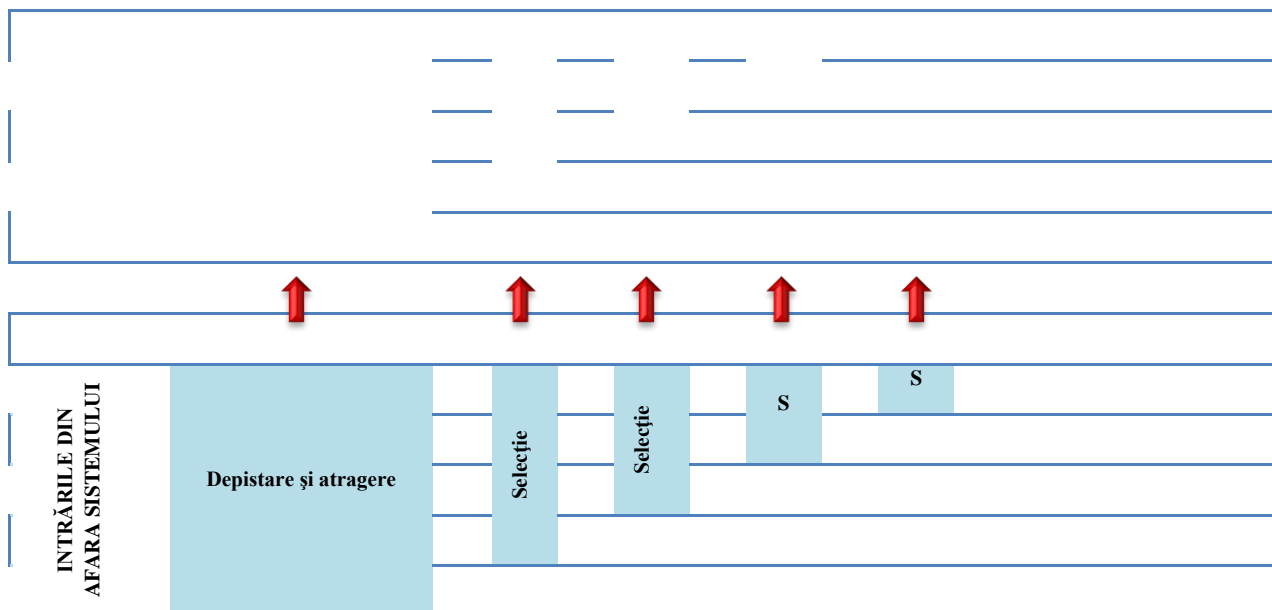 INTRĂRILE DIN
AFARA SISTEMULUI
Depistare şi atragere
Selecţie
Selecţie
S
S